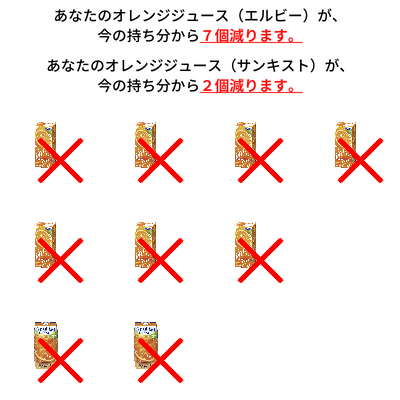 あなたのオレンジジュース（エルビー）が、
今の持ち分から７個減ります。
あなたのオレンジジュース（サンキスト）が、
今の持ち分から２個減ります。